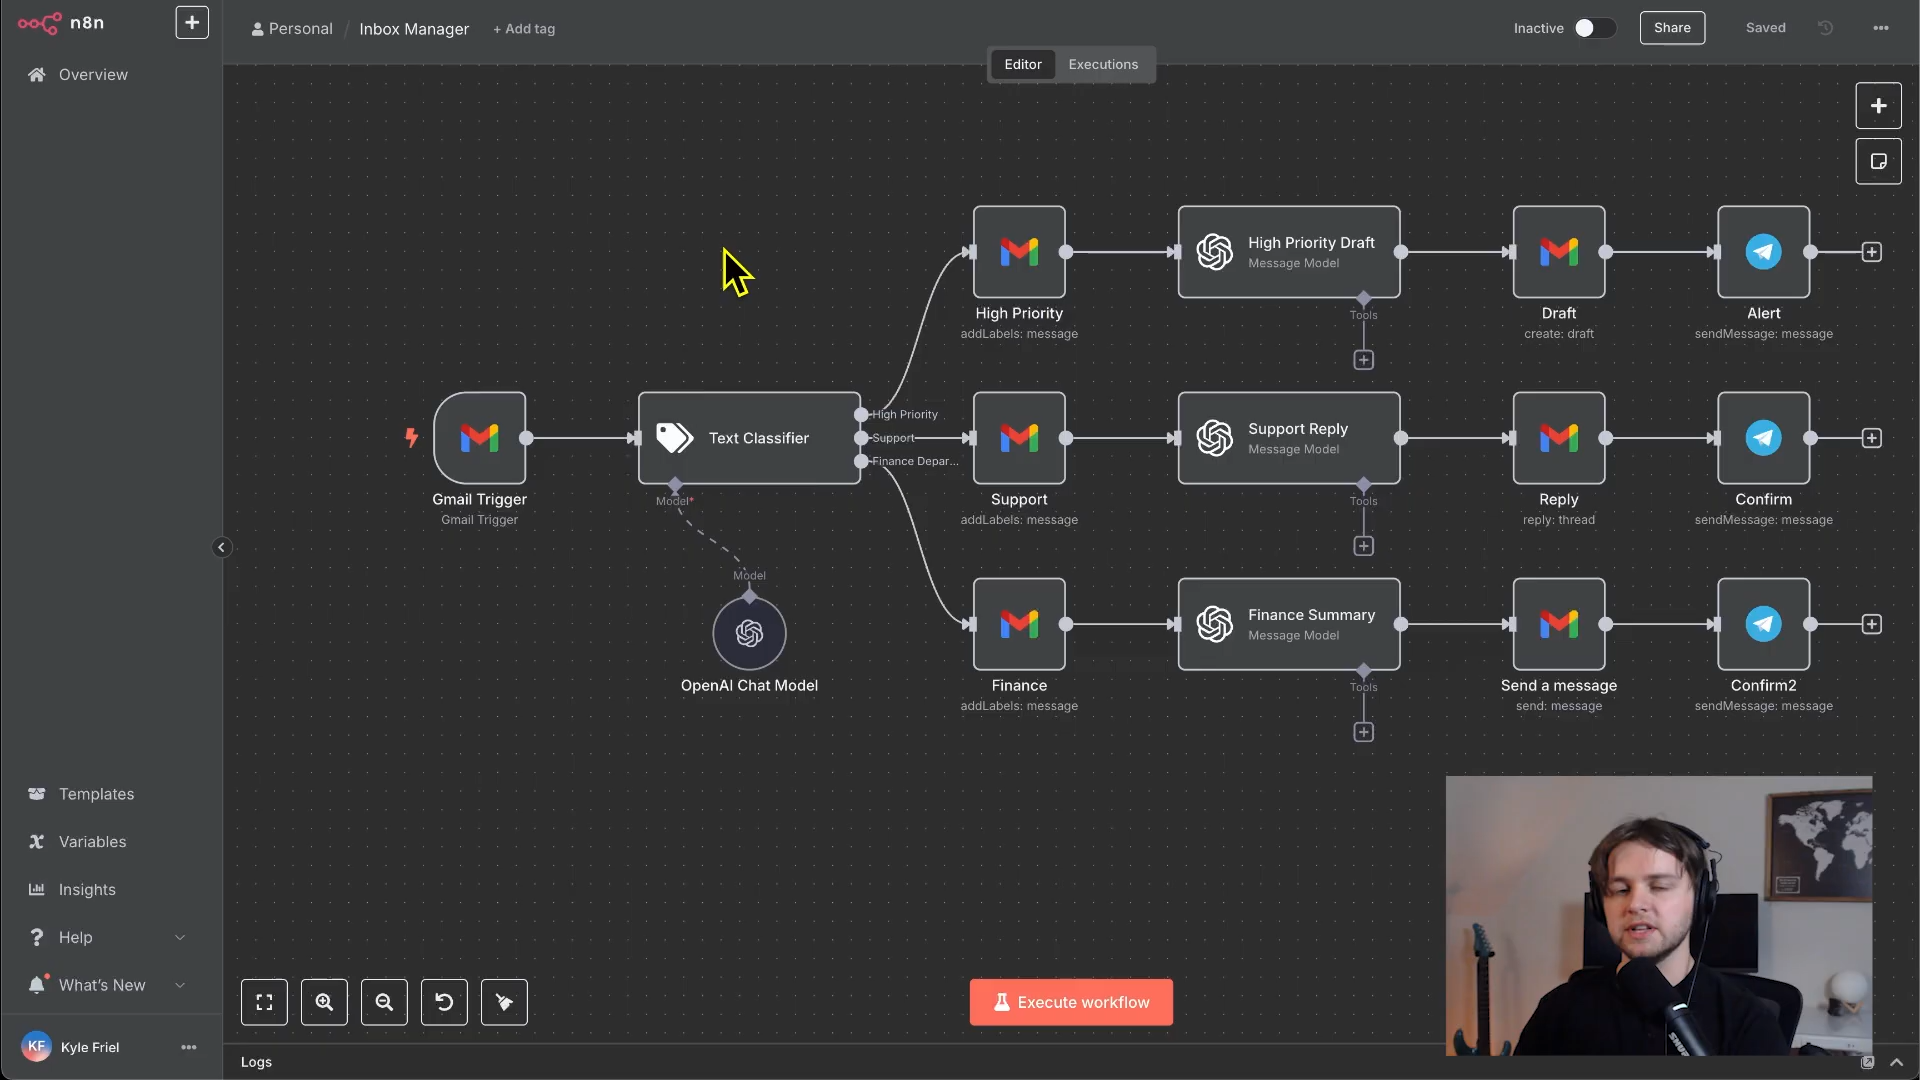 n8n
Personal / Inbox Manager + Add tag
Inactive
Share
Saved
Editor
Executions
Overview
High Priority Draft
Message Model
Tools
High Priority
addLabels: message
Draft
create: draft
Alert
sendMessage: message
Text Classifier
High Priority
Support
Finance Depar...
Model*
Gmail Trigger
Gmail Trigger
Support Reply
Message Model
Tools
Support
addLabels: message
Reply
reply: thread
Confirm
sendMessage: message
Model
OpenAI Chat Model
Finance Summary
Message Model
Tools
Finance
addLabels: message
Send a message
send: message
Confirm2
sendMessage: message
Templates
Variables
Insights
Help
What's New
KF
Kyle Friel
Execute workflow
Logs